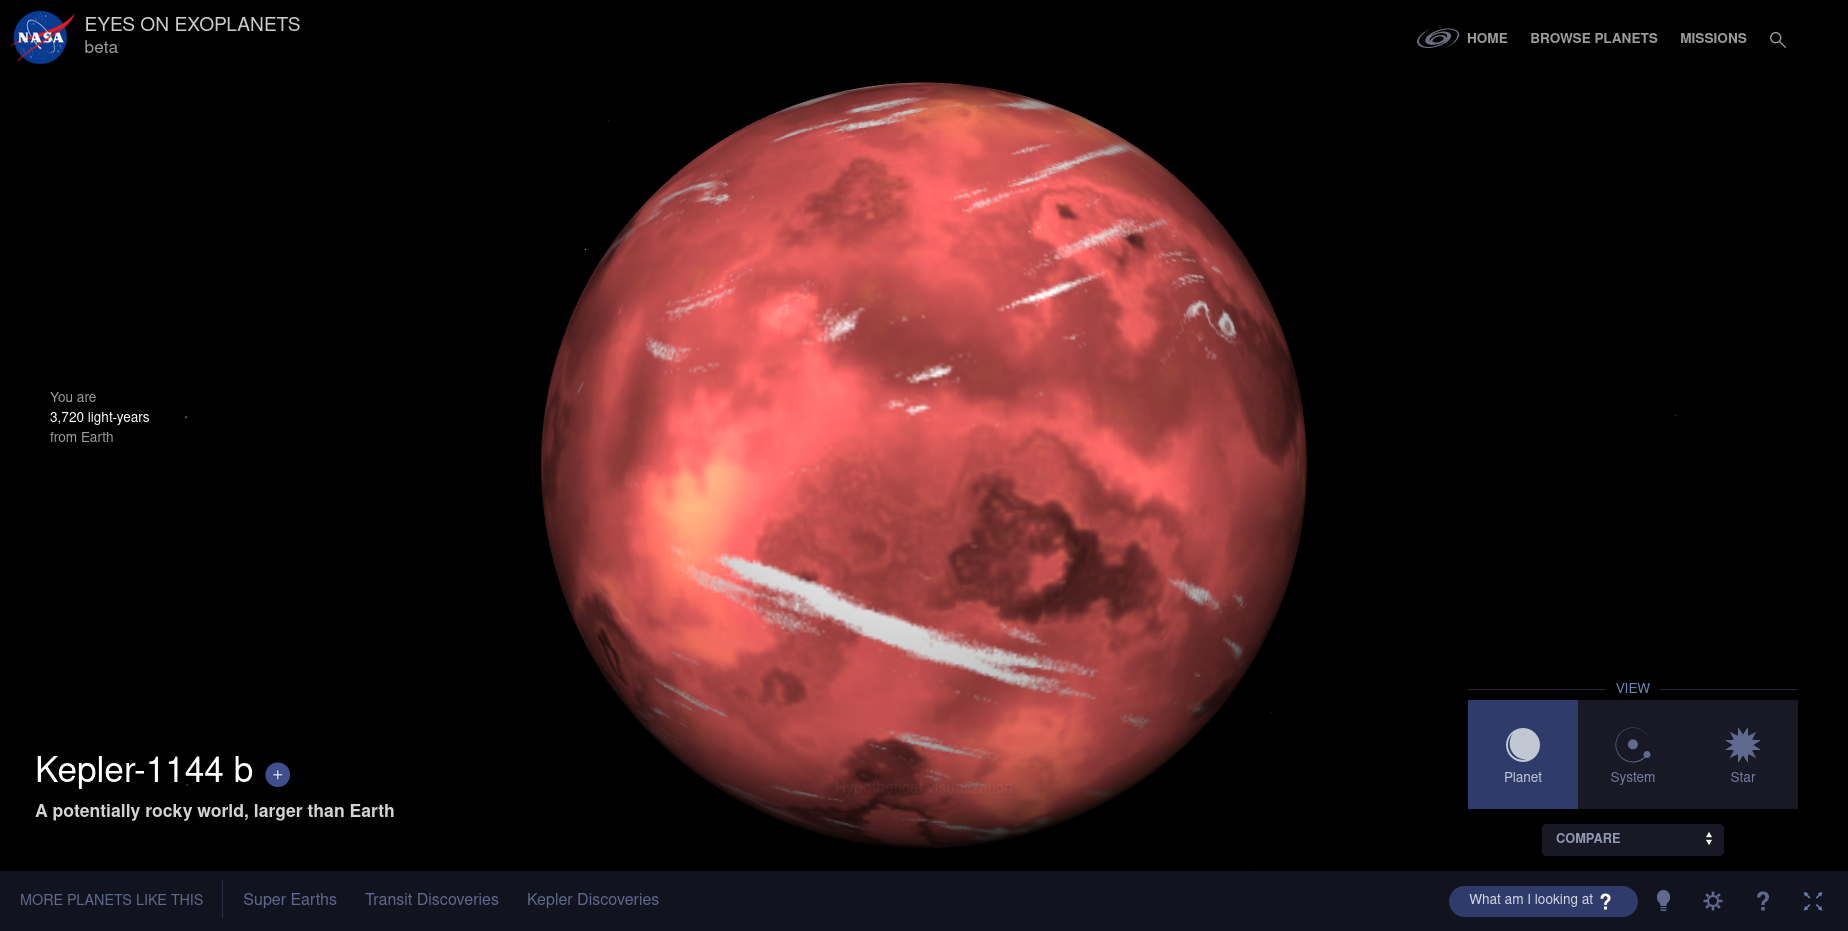 NASA
EYES ON EXOPLANETS
beta
HOME
BROWSE PLANETS
MISSIONS
You are
3,720 light-years
from Earth
Kepler-1144 b
+
A potentially rocky world, larger than Earth
Hypothetical Visualization
VIEW
Planet
System
Star
COMPARE
MORE PLANETS LIKE THIS
Super Earths
Transit Discoveries
Kepler Discoveries
What am I looking at ?
?